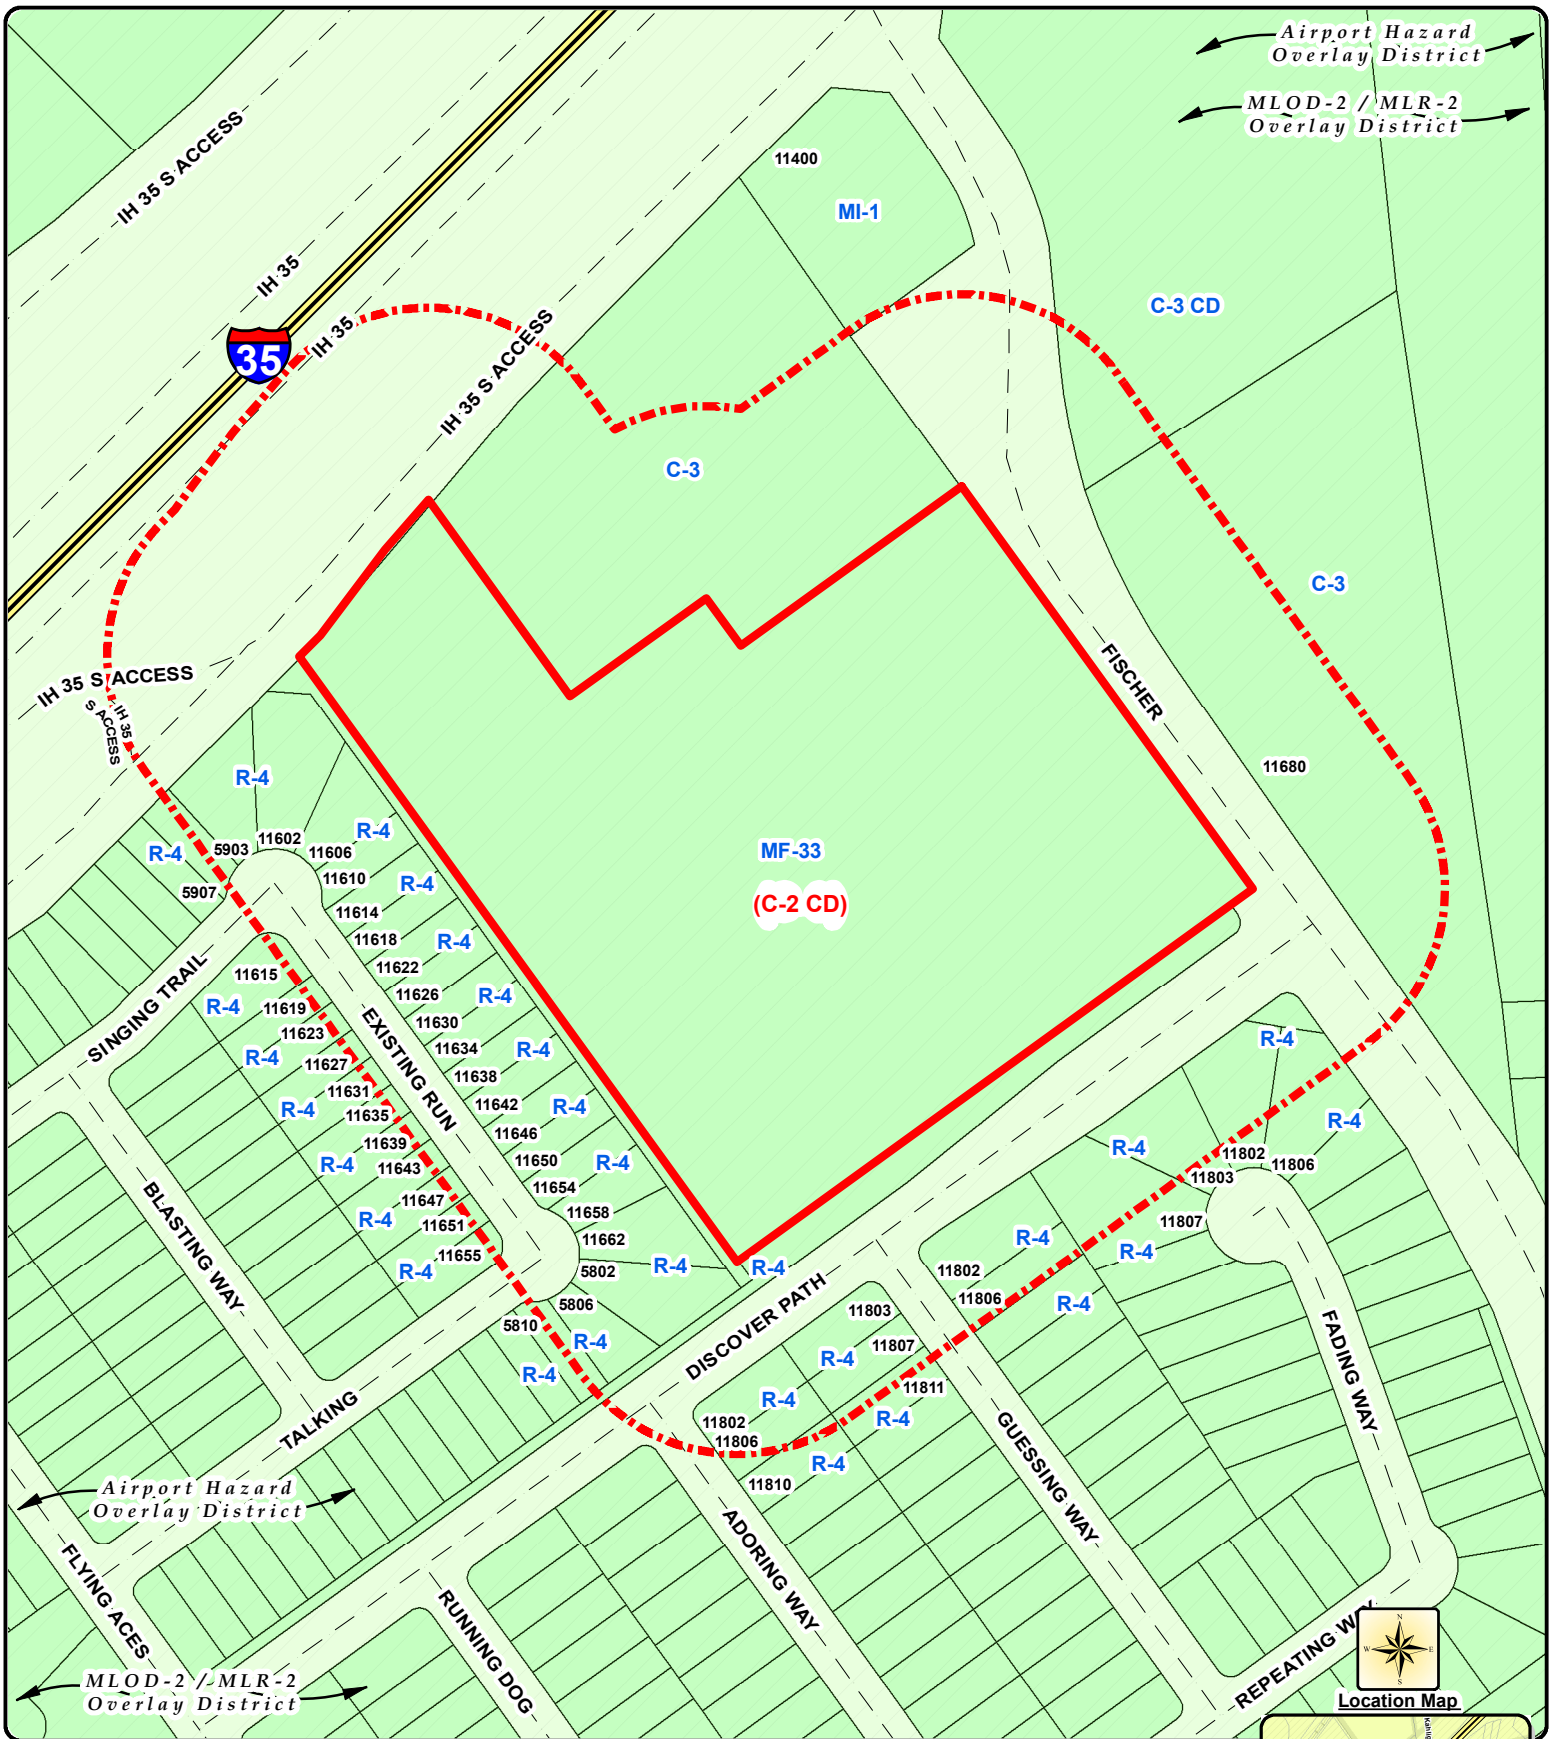 Airport Hazard
Overlay District
MLOD-2 / MLR-2
Overlay District
IH 35 S ACCESS
11400
MI-1
IH 35
C-3 CD
IH 35
35
IH 35 S ACCESS
C-3
C-3
IH 35 S ACCESS
IH 35
S ACCESS
FISCHER
11680
R-4
MF-33
(C-2 CD)
R-4
R-4
5903
11602
11606
5907
11610
R-4
11614
11618
R-4
11622
11615
R-4
11626
R-4
SINGING TRAIL
11619
11623
EXISTING RUN
11630
R-4
11627
11634
R-4
R-4
11631
11638
R-4
11635
11642
R-4
R-4
11639
11646
R-4
11643
11650
R-4
R-4
11802
11806
11803
11647
11654
BLASTING WAY
R-4
11651
11658
11807
11655
11662
R-4
R-4
R-4
5802
R-4
R-4
11802
5806
11806
R-4
5810
R-4
DISCOVER PATH
11803
11807
R-4
R-4
FADING WAY
R-4
11811
TALKING
11802
11806
R-4
R-4
11810
GUESSING WAY
Airport Hazard
Overlay District
ADORING WAY
FLYING ACES
RUNNING DOG
REPEATING WAY
N
W
E
S
MLOD-2 / MLR-2
Overlay District
Location Map